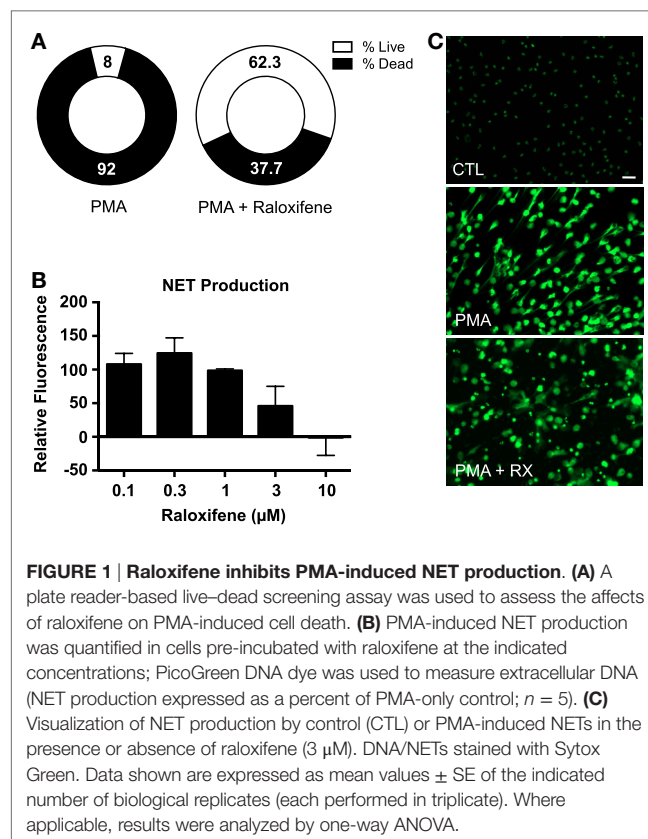 A
8
92
PMA
62.3
37.7
PMA + Raloxifene
% Live
% Dead
B
NET Production
Relative Fluorescence
200
150
100
50
0
-50
0.1 0.3 1 3 10
Raloxifene (µM)
C
CTL
PMA
PMA + RX
FIGURE 1 | Raloxifene inhibits PMA-induced NET production. (A) A
plate reader-based live–dead screening assay was used to assess the affects
of raloxifene on PMA-induced cell death. (B) PMA-induced NET production
was quantified in cells pre-incubated with raloxifene at the indicated
concentrations; PicoGreen DNA dye was used to measure extracellular DNA
(NET production expressed as a percent of PMA-only control; n = 5). (C)
Visualization of NET production by control (CTL) or PMA-induced NETs in the
presence or absence of raloxifene (3 µM). DNA/NETs stained with Sytox
Green. Data shown are expressed as mean values ± SE of the indicated
number of biological replicates (each performed in triplicate). Where
applicable, results were analyzed by one-way ANOVA.